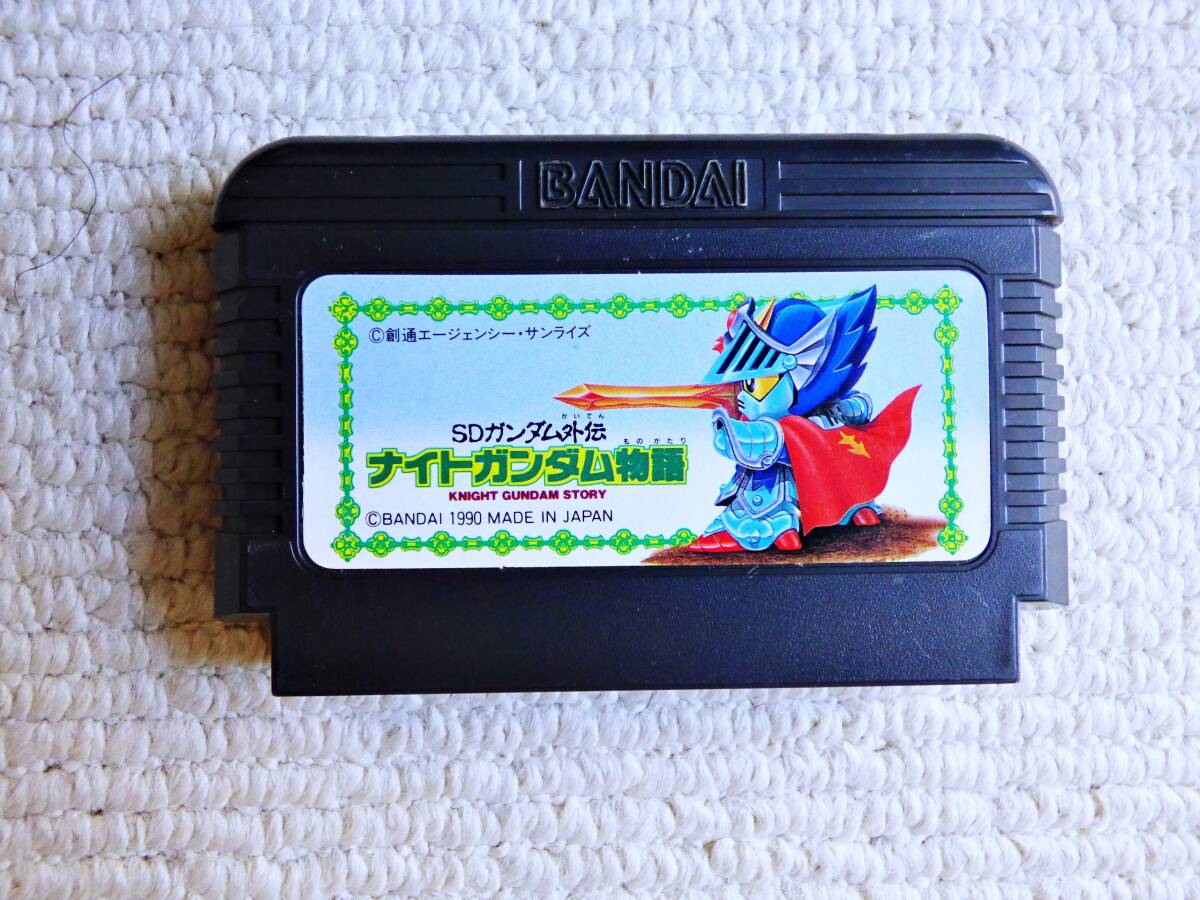 BANDAI
©創通エージェンシー・サンライズ
かいでん
SDガンダム外伝
ものがたり
ナイトガンダム物語
KNIGHT GUNDAM STORY
©BANDAI 1990 MADE IN JAPAN